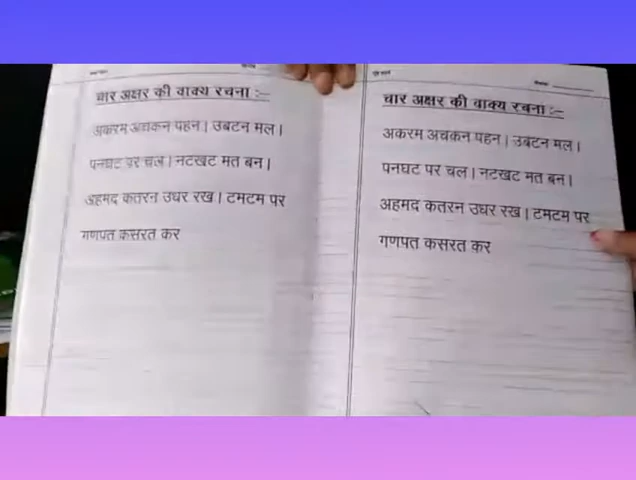 चार अक्षर की वाक्य रचना :–
अकरम अचकन पहन। उबटन मल।
पनघट पर चल। नटखट मत बन।
अहमद कतरन उधर रख। टमटम पर
गणपत कसरत कर
चार अक्षर की वाक्य रचना :–
अकरम अचकन पहन। उबटन मल।
पनघट पर चल। नटखट मत बन।
अहमद कतरन उधर रख। टमटम पर
गणपत कसरत कर